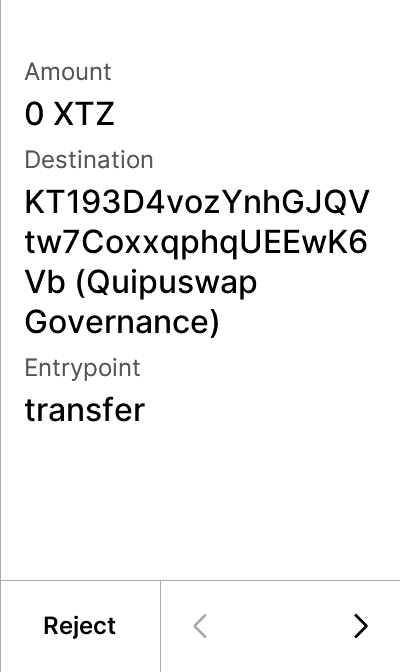 Amount
0 XTZ
Destination
KT193D4vozYnhGJQV
tw7CoxxqphqUEEwK6
Vb (Quipuswap
Governance)
Entrypoint
transfer
Reject